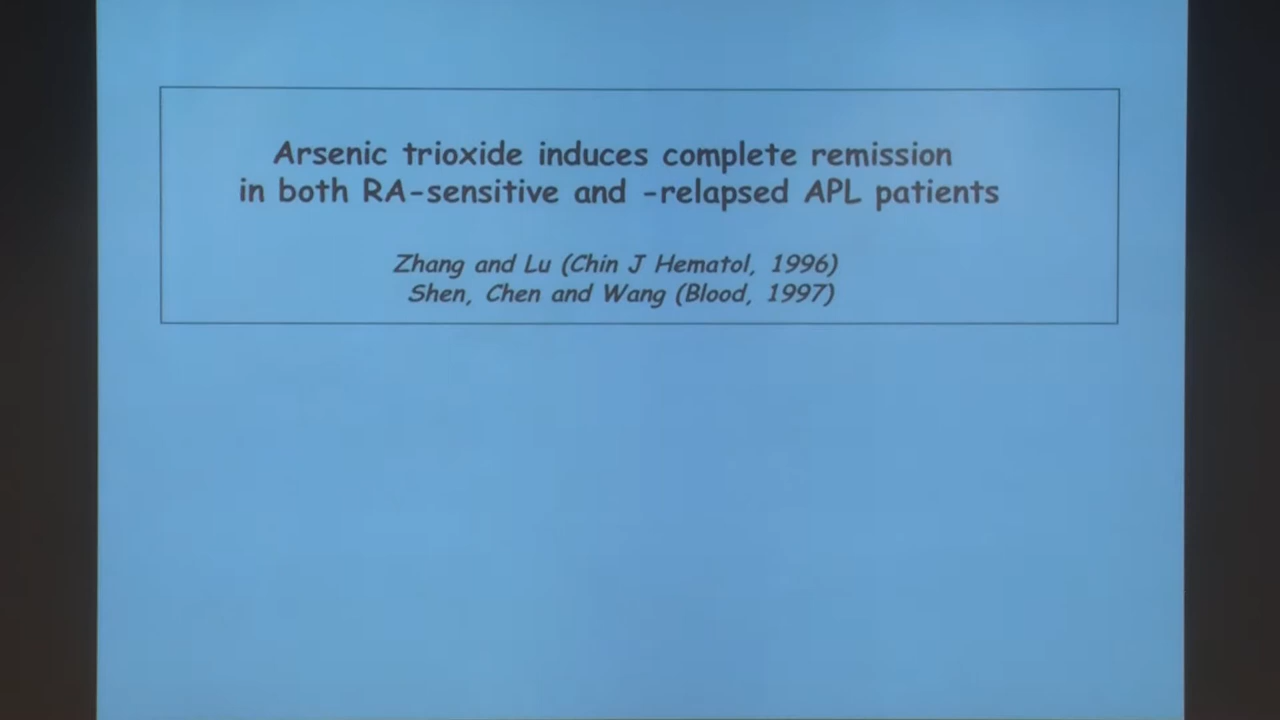 Arsenic trioxide induces complete remission
in both RA-sensitive and -relapsed APL patients
Zhang and Lu (Chin J Hematol, 1996)
Shen, Chen and Wang (Blood, 1997)